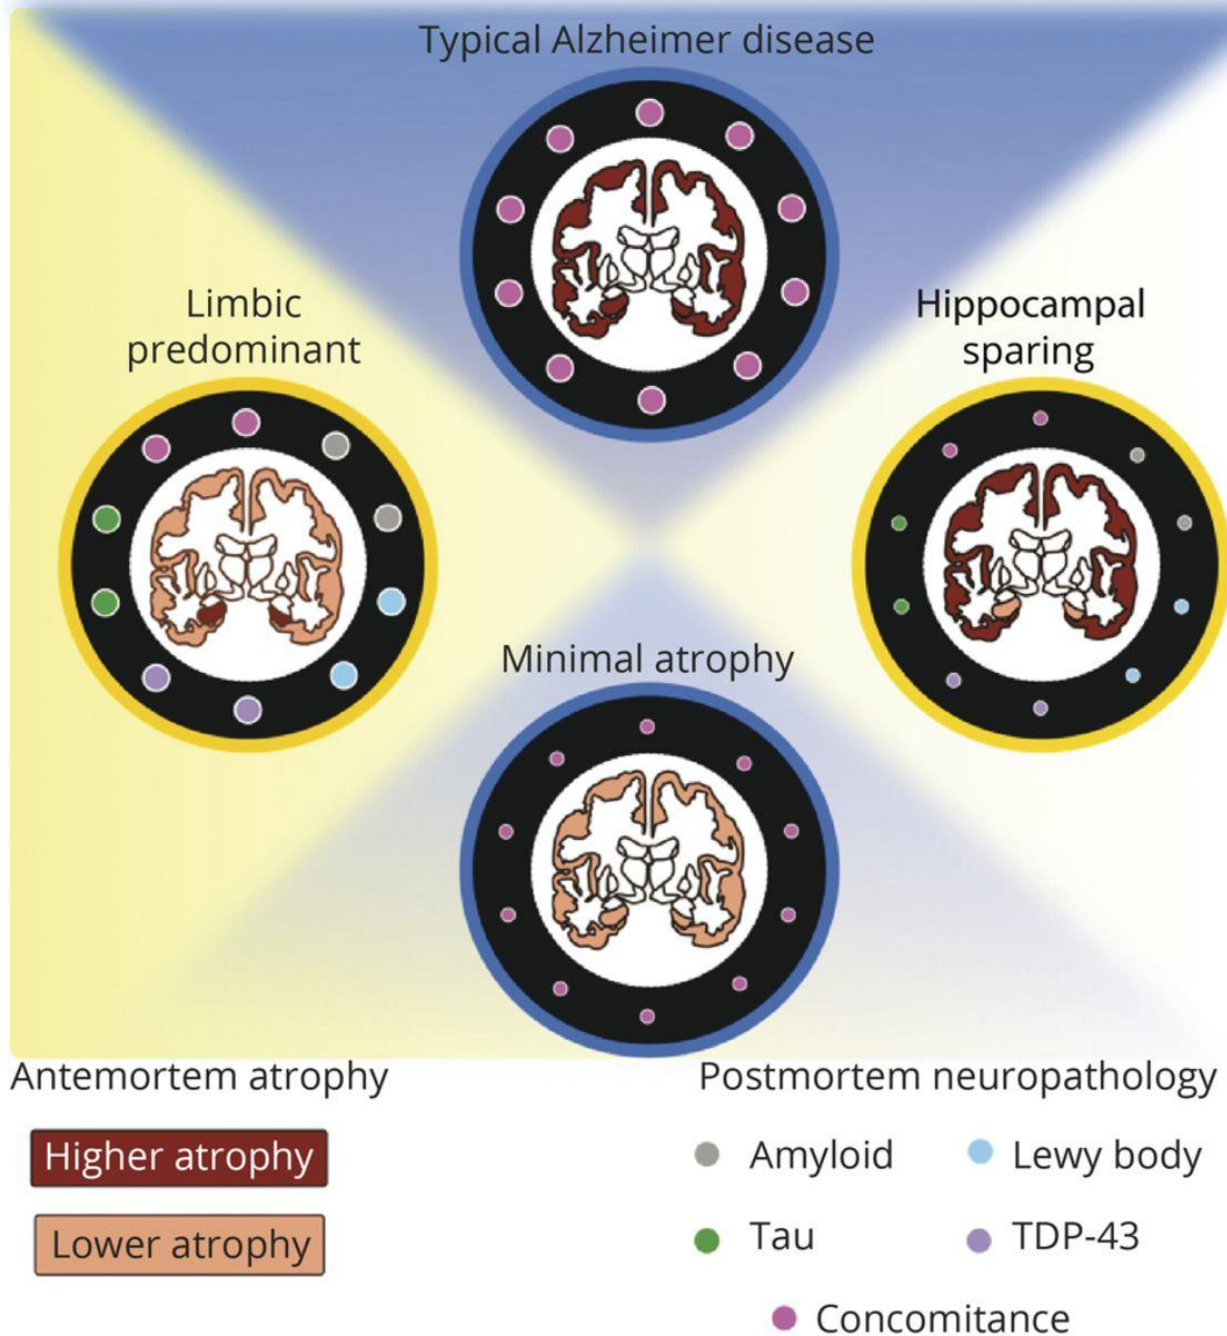 Typical Alzheimer disease
Limbic
predominant
Hippocampal
sparing
Minimal atrophy
Antemortem atrophy
Postmortem neuropathology
Higher atrophy
Lower atrophy
Amyloid
Lewy body
Tau
TDP-43
Concomitance